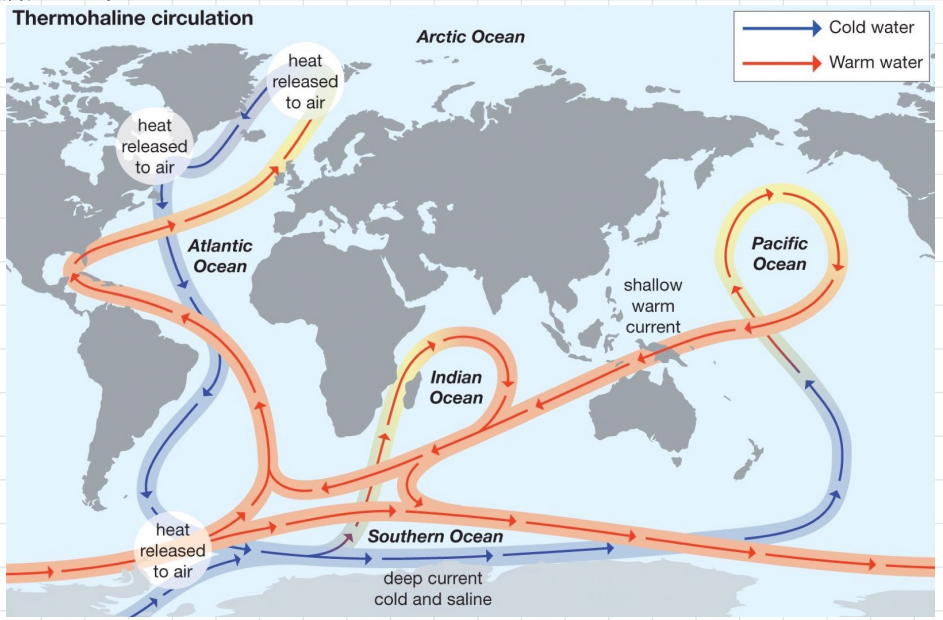 Thermohaline circulation
Arctic Ocean
Cold water
Warm water
heat
released
to air
heat
released
to air
Atlantic
Ocean
Pacific
Ocean
shallow
warm
current
Indian
Ocean
heat
released
to air
Southern Ocean
deep current
cold and saline